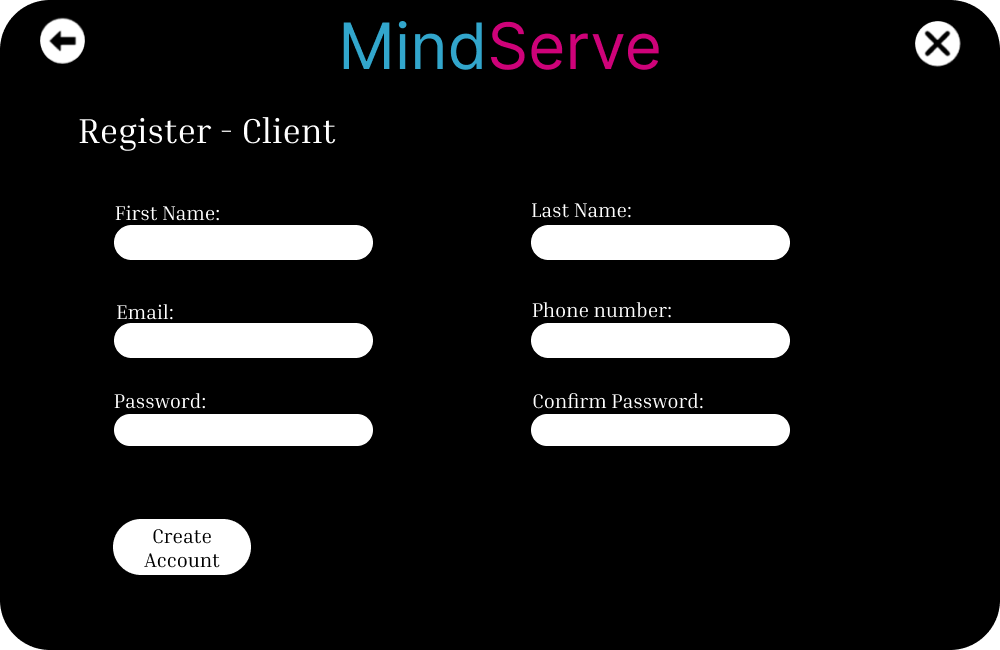 MindServe
Register - Client
First Name:
Last Name:
Email:
Phone number:
Password:
Confirm Password:
Create
Account